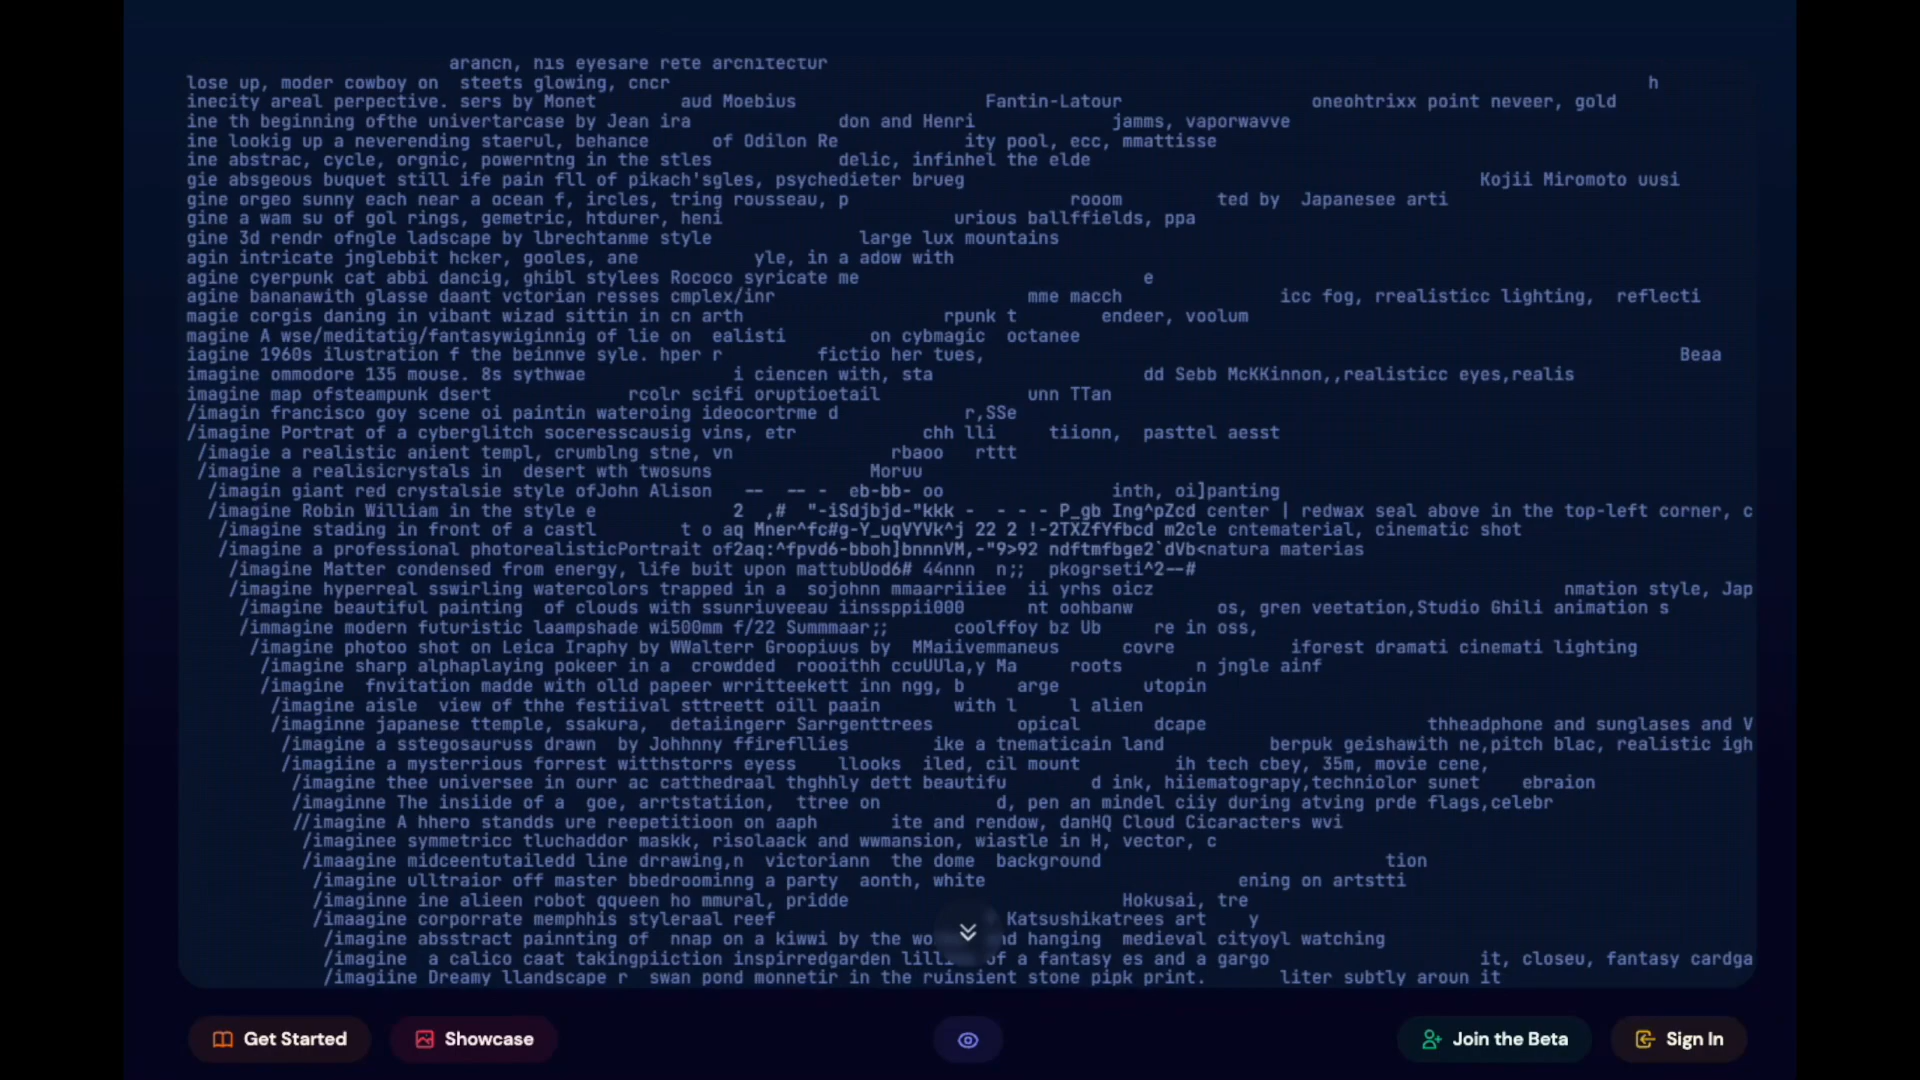 aranch, his eyesare rete architectur
lose up, moder cowboy on steets glowing, cncr h
inecity areal perpective. sers by Monet aud Moebius Fantin-Latour oneohtrixx point neveer, gold
ine th beginning ofthe univertarcase by Jean ira don and Henri jamms, vaporwavve
ine lookig up a neverending staerul, behance of Odilon Re ity pool, ecc, mmattisse
ine abstrac, cycle, orgnic, powerntng in the stles delic, infinhel the elde
gie absgeous buquet still ife pain fll of pikach'sgles, psychedieter brueg Kojii Miromoto uusi
gine orgeo sunny each near a ocean f, ircles, tring rousseau, p rooom ted by Japanesee arti
gine a wam su of gol rings, gemetric, htdurer, heni urious ballffields, ppa
gine 3d rendr ofngle ladscape by lbrechtanme style large lux mountains
agin intricate jnglebbit hcker, gooles, ane yle, in a adow with
agine cyerpunk cat abbi dancig, ghibl stylees Rococo syricate me e
agine bananawith glasse daant vctorian resses cmplex/inr mme macch icc fog, rrealisticc lighting, reflecti
magie corgis daning in vibant wizad sittin in cn arth rpunk t endeer, voolum
magine A wse/meditatig/fantasywiginnig of lie on ealisti on cybmagic octanee
iagine 1960s ilustration f the beinnve syle. hper r fictio her tues, Beaa
imagine ommodore 135 mouse. 8s sythwae i ciencen with, sta dd Sebb McKKinnon,,realisticc eyes,realis
imagine map ofsteampunk dsert rcolr scifi oruptioetail unn TTan
/imagin francisco goy scene oi paintin wateroing ideocortrme d r,SSe
/imagine Portrat of a cyberglitch soceresscausig vins, etr chh lli tiionn, pasttel aesst
/imagie a realistic anient templ, crumblng stne, vn rbaoo rttt
/imagine a realisicrystals in desert wth twosuns Moruu
/imagin giant red crystalsie style ofJohn Alison -- -- - eb-bb- oo inth, oi]panting
/imagine Robin William in the style e 2 ,# "-iSdjbjd-"kkk - - - - P_gb Ing^pZcd center | redwax seal above in the top-left corner, c
/imagine stading in front of a castl t o aq Mner^fc#g-Y_uqVYVk^j 22 2 !-2TXZfYfbcd m2cle cntematerial, cinematic shot
/imagine a professional photorealisticPortrait of2aq:^fpvd6-bboh]bnnnVM,-"9>92 ndftmfbge2`dVb<natura materias
/imagine Matter condensed from energy, life buit upon mattubUod6# 44nnn n;; pkogrseti^2--#
/imagine hyperreal sswirling watercolors trapped in a sojohnn mmaarriiiee ii yrhs oicz nmation style, Jap
/imagine beautiful painting of clouds with ssunriuveeau iinssppii000 nt oohbanw os, gren veetation,Studio Ghili animation s
/immagine modern futuristic laampshade wi500mm f/22 Summmaar;; coolffoy bz Ub re in oss,
/imagine photoo shot on Leica Iraphy by WWalterr Groopiuus by MMaiivemmaneus covre iforest dramati cinemati lighting
/imagine sharp alphaplaying pokeer in a crowdded roooithh ccuUUla,y Ma roots n jngle ainf
/imagine fnvitation madde with olld papeer wrritteekett inn ngg, b arge utopin
/imagine aisle view of thhe festiival sttreett oill paain with l l alien
/imaginne japanese ttemple, ssakura, detaiingerr Sarrgenttrees opical dcape thheadphone and sunglasses and V
/imagine a sstegosauruss drawn by Johhnny ffirefllies ike a tnematicain land berpuk geishawith ne,pitch blac, realistic igh
/imagiine a mysterrious forrest witthstorrs eyess llooks iled, cil mount ih tech cbey, 35m, movie cene,
/imagine thee universee in ourr ac catthedraal thghhly dett beautifu d ink, hiiematograpy,techniolor sunet ebraion
/imaginne The insiide of a goe, arrtstatiion, ttree on d, pen an mindel ciiy during atving prde flags,celebr
//imagine A hhero standds ure reepetitioon on aaph ite and rendow, danHQ Cloud Cicaracters wvi
/imaginee symmetricc tluchaddor maskk, risolaack and wwmansion, wiastle in H, vector, c
/imaagine midceentutailedd line drrawing,n victoriann the dome background tion
/imagine ulltraior off master bbedroominng a party aonth, white ening on artstti
/imaginne ine alieen robot qqueen ho mmural, pridde Hokusai, tre
/imaagine corporrate memphhis styleraal reef Katsushikatrees art y
/imagine absstract painnting of nnap on a kiwwi by the wo nd hanging medieval cityoyl watching
/imagine a calico caat takingpiiction inspirredgarden lilli of a fantasy es and a gargo it, closeu, fantasy cardga
/imagiine Dreamy llandscape r swan pond monnetir in the ruinsient stone pipk print. liter subtly aroun it
Get Started Showcase Join the Beta Sign In